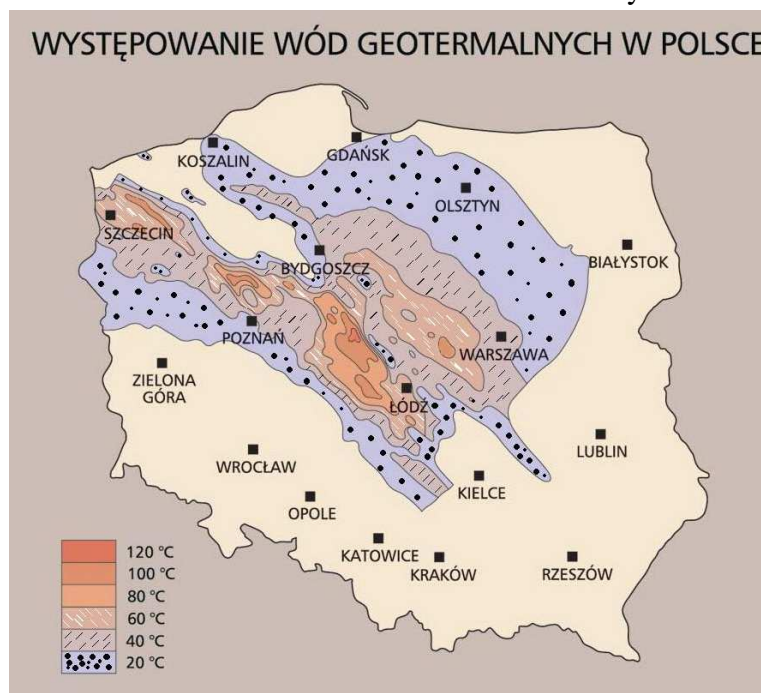 WYSTĘPOWANIE WÓD GEOTERMALNYCH W POLSCE
KOSZALIN
GDAŃSK
OLSZTYN
SZCZECIN
BYDGOSZCZ
BIAŁYSTOK
POZNAŃ
WARSZAWA
ZIELONA
GÓRA
ŁÓDŹ
LUBLIN
WROCŁAW
KIELCE
OPOLE
KATOWICE
KRAKÓW
RZESZÓW
120 °C
100 °C
80 °C
60 °C
40 °C
20 °C